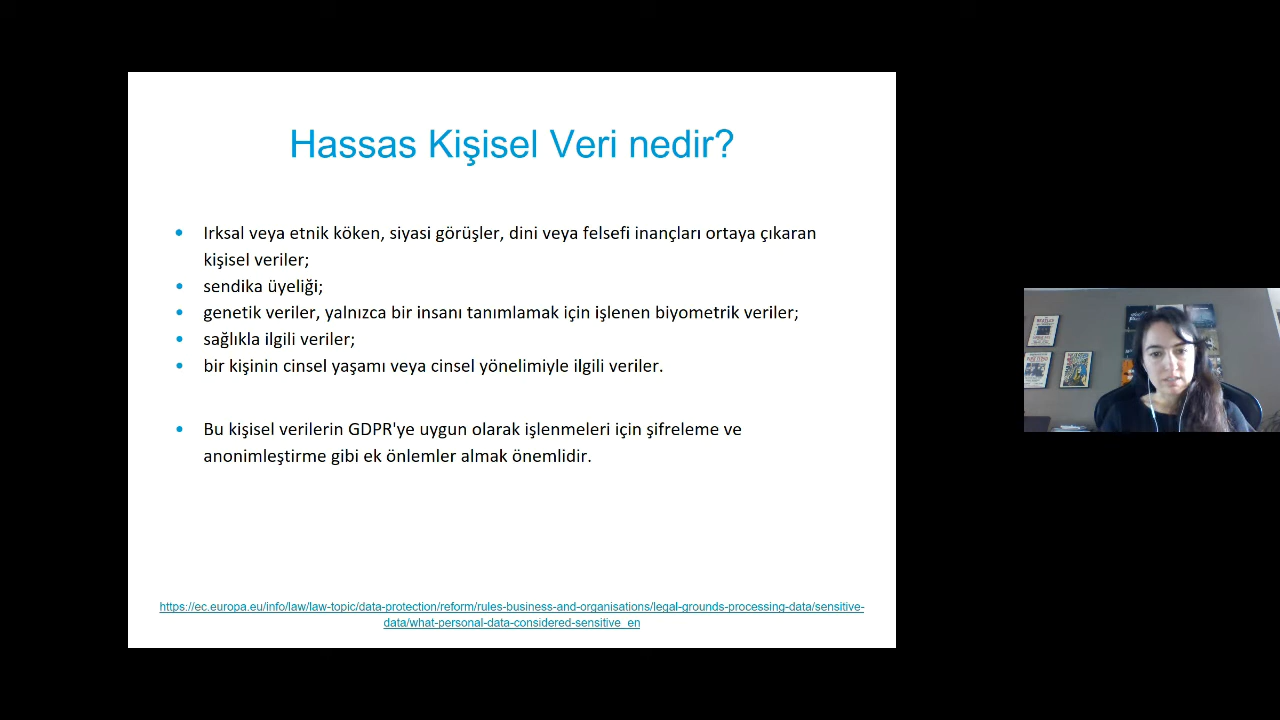 Hassas Kişisel Veri nedir?
• Irksal veya etnik köken, siyasi görüşler, dini veya felsefi inançları ortaya çıkaran
kişisel veriler;
• sendika üyeliği;
• genetik veriler, yalnızca bir insanı tanımlamak için işlenen biyometrik veriler;
• sağlıkla ilgili veriler;
• bir kişinin cinsel yaşamı veya cinsel yönelimiyle ilgili veriler.
• Bu kişisel verilerin GDPR'ye uygun olarak işlenmeleri için şifreleme ve
anonimleştirme gibi ek önlemler almak önemlidir.
https://ec.europa.eu/info/law/law-topic/data-protection/reform/rules-business-and-organisations/legal-grounds-processing-data/sensitive-
data/what-personal-data-considered-sensitive_en